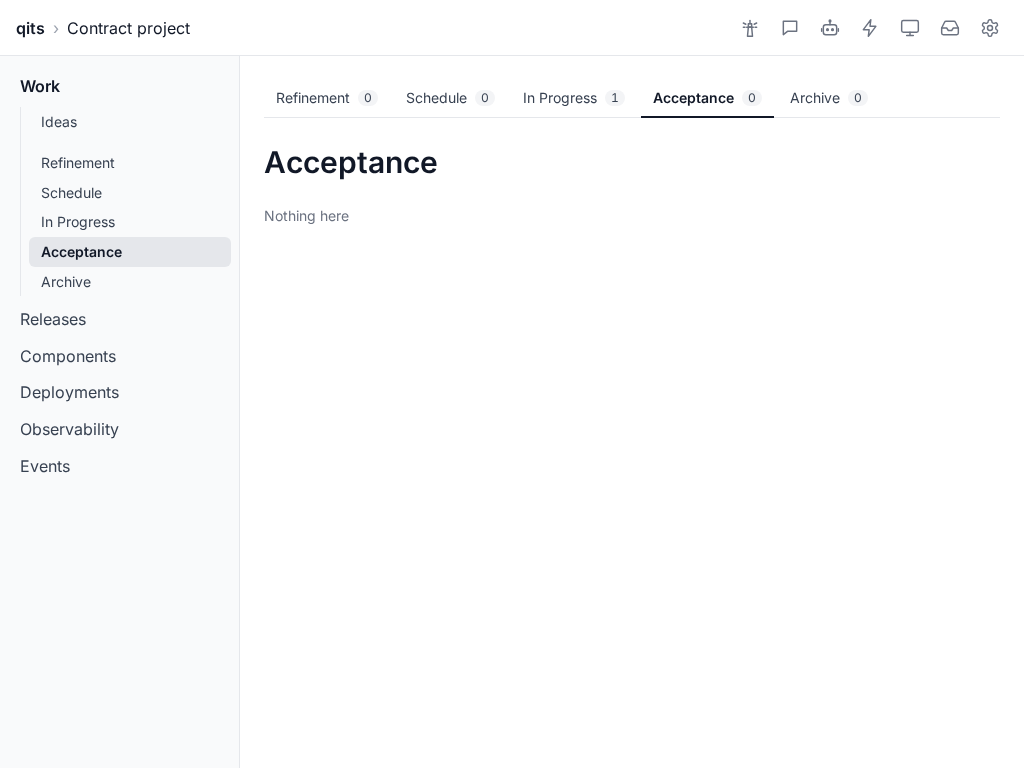 qits › Contract project
Work
Ideas
Refinement
Schedule
In Progress
Acceptance
Archive
Releases
Components
Deployments
Observability
Events
Refinement 0 Schedule 0 In Progress 1 Acceptance 0 Archive 0
Acceptance
Nothing here